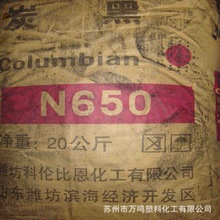 炭黑
Columbian
N650
净重: 20公斤
潍坊科伦比恩化工有限公司
山东潍坊滨海经济开发区
苏州市万鸣塑料化工有限公司